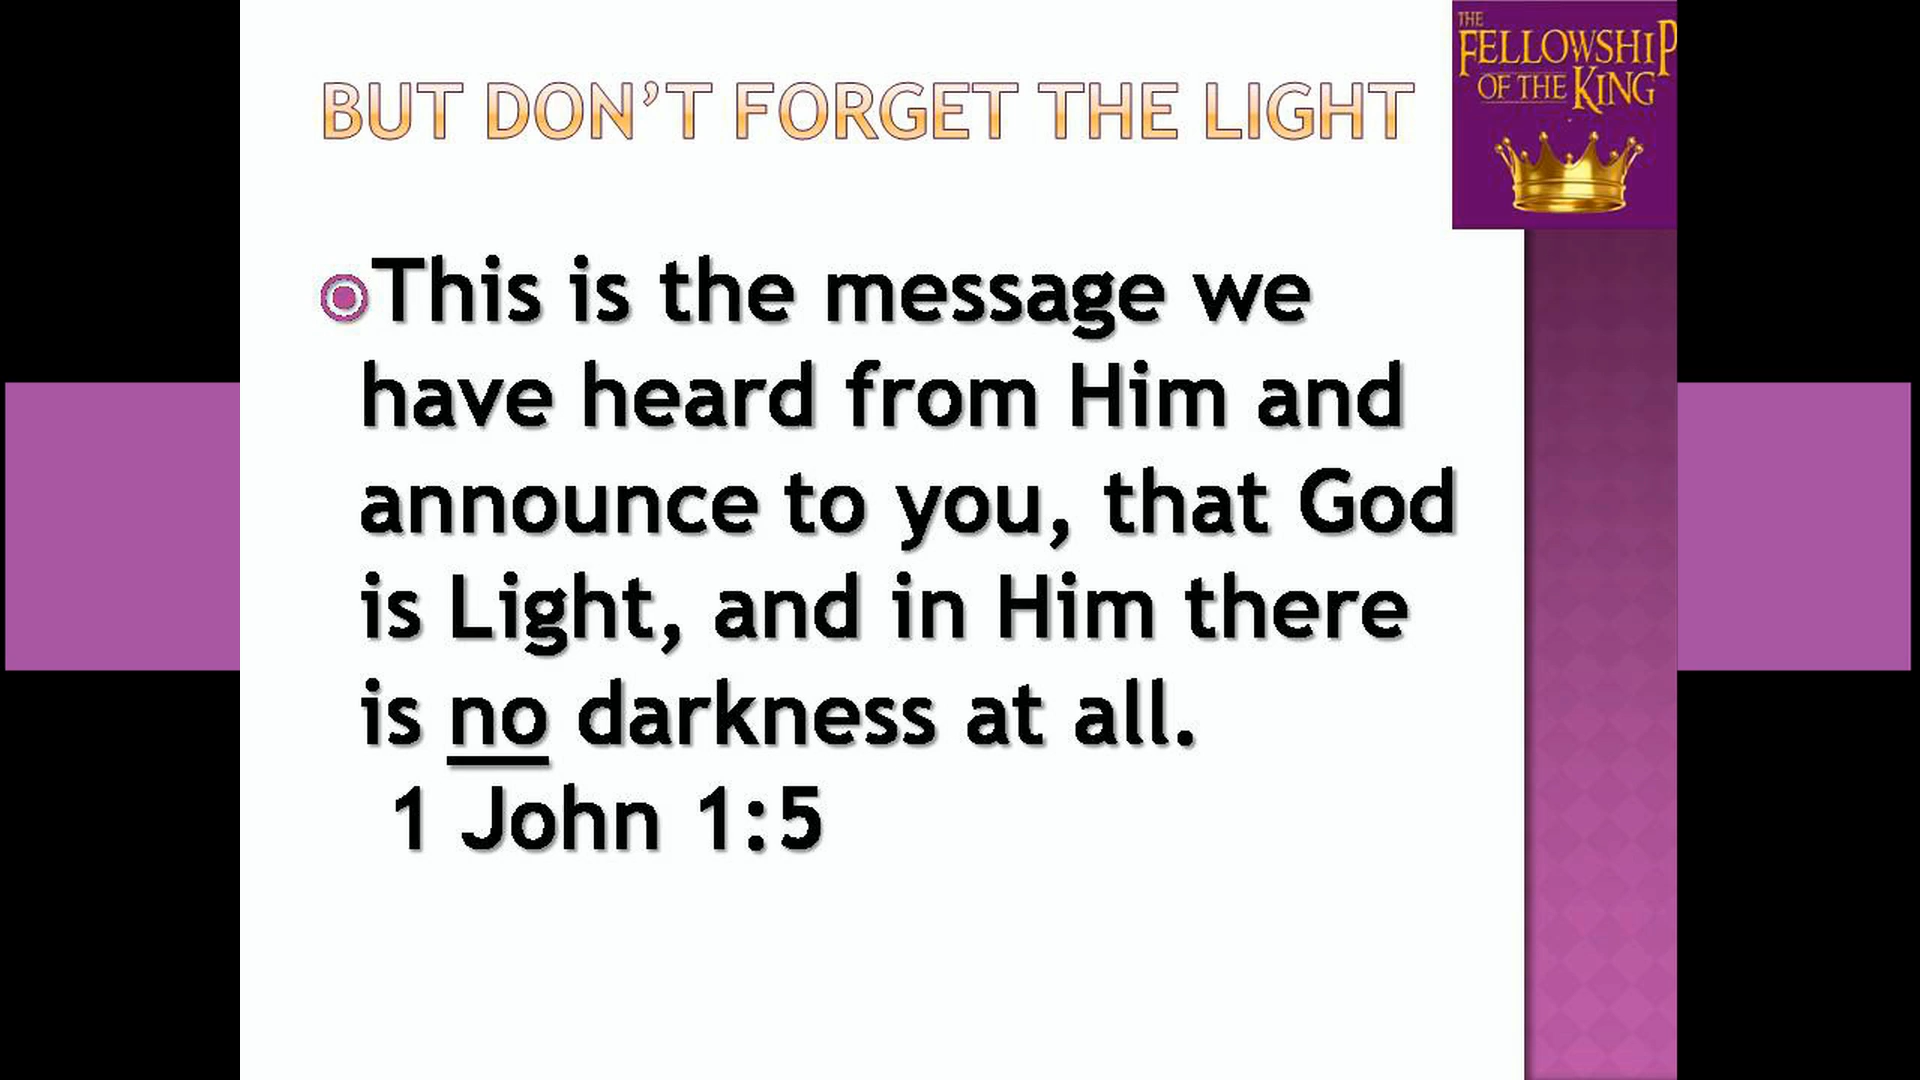 THE
FELLOWSHIP
OF THE KING
BUT DON'T FORGET THE LIGHT
This is the message we
have heard from Him and
announce to you, that God
is Light, and in Him there
is no darkness at all.
1 John 1:5